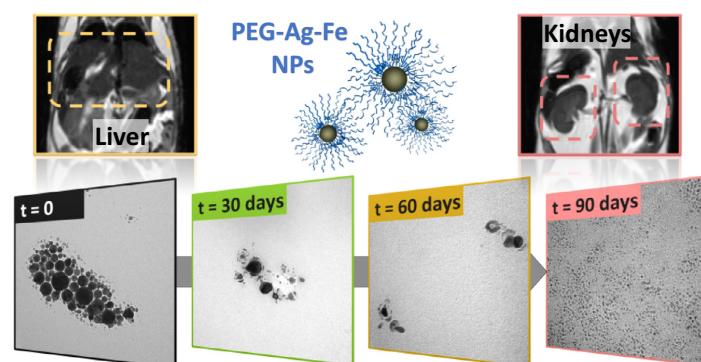 PEG-Ag-Fe
NPs
Kidneys
Liver
t = 0
t = 30 days
t = 60 days
t = 90 days